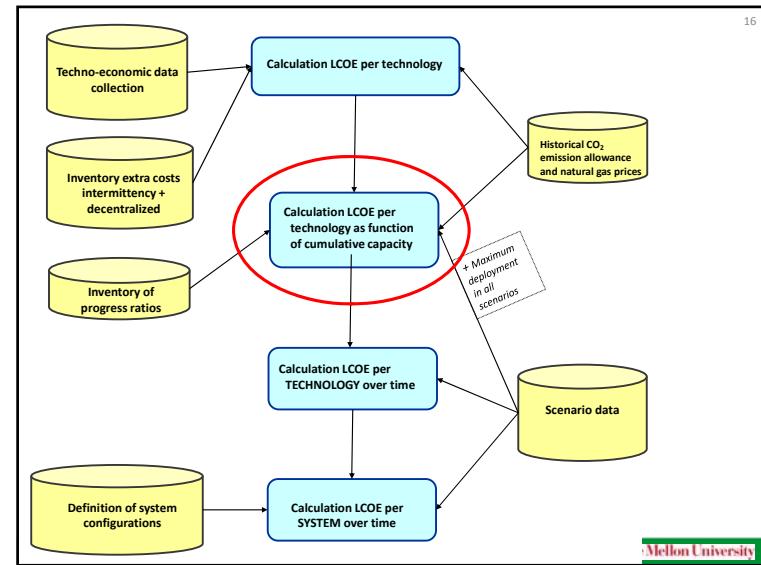 16
Techno-economic data
collection
Calculation LCOE per technology
Historical CO₂
emission allowance
and natural gas prices
Inventory extra costs
intermittency +
decentralized
Calculation LCOE per
technology as function
of cumulative capacity
+ Maximum
deployment
in all
scenarios
Inventory of
progress ratios
Calculation LCOE per
TECHNOLOGY over time
Scenario data
Definition of system
configurations
Calculation LCOE per
SYSTEM over time
Mellon University